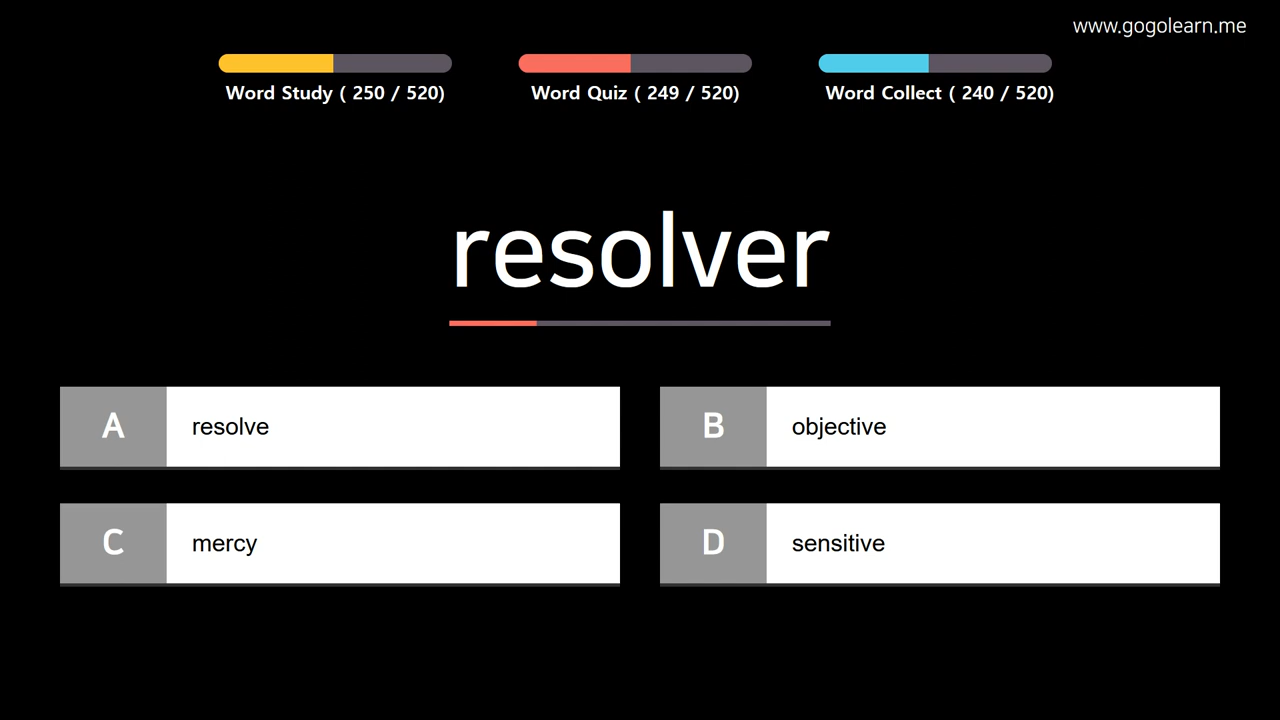 www.gogolearn.me
Word Study ( 250 / 520)
Word Quiz ( 249 / 520)
Word Collect ( 240 / 520)
resolver
A resolve
B objective
C mercy
D sensitive